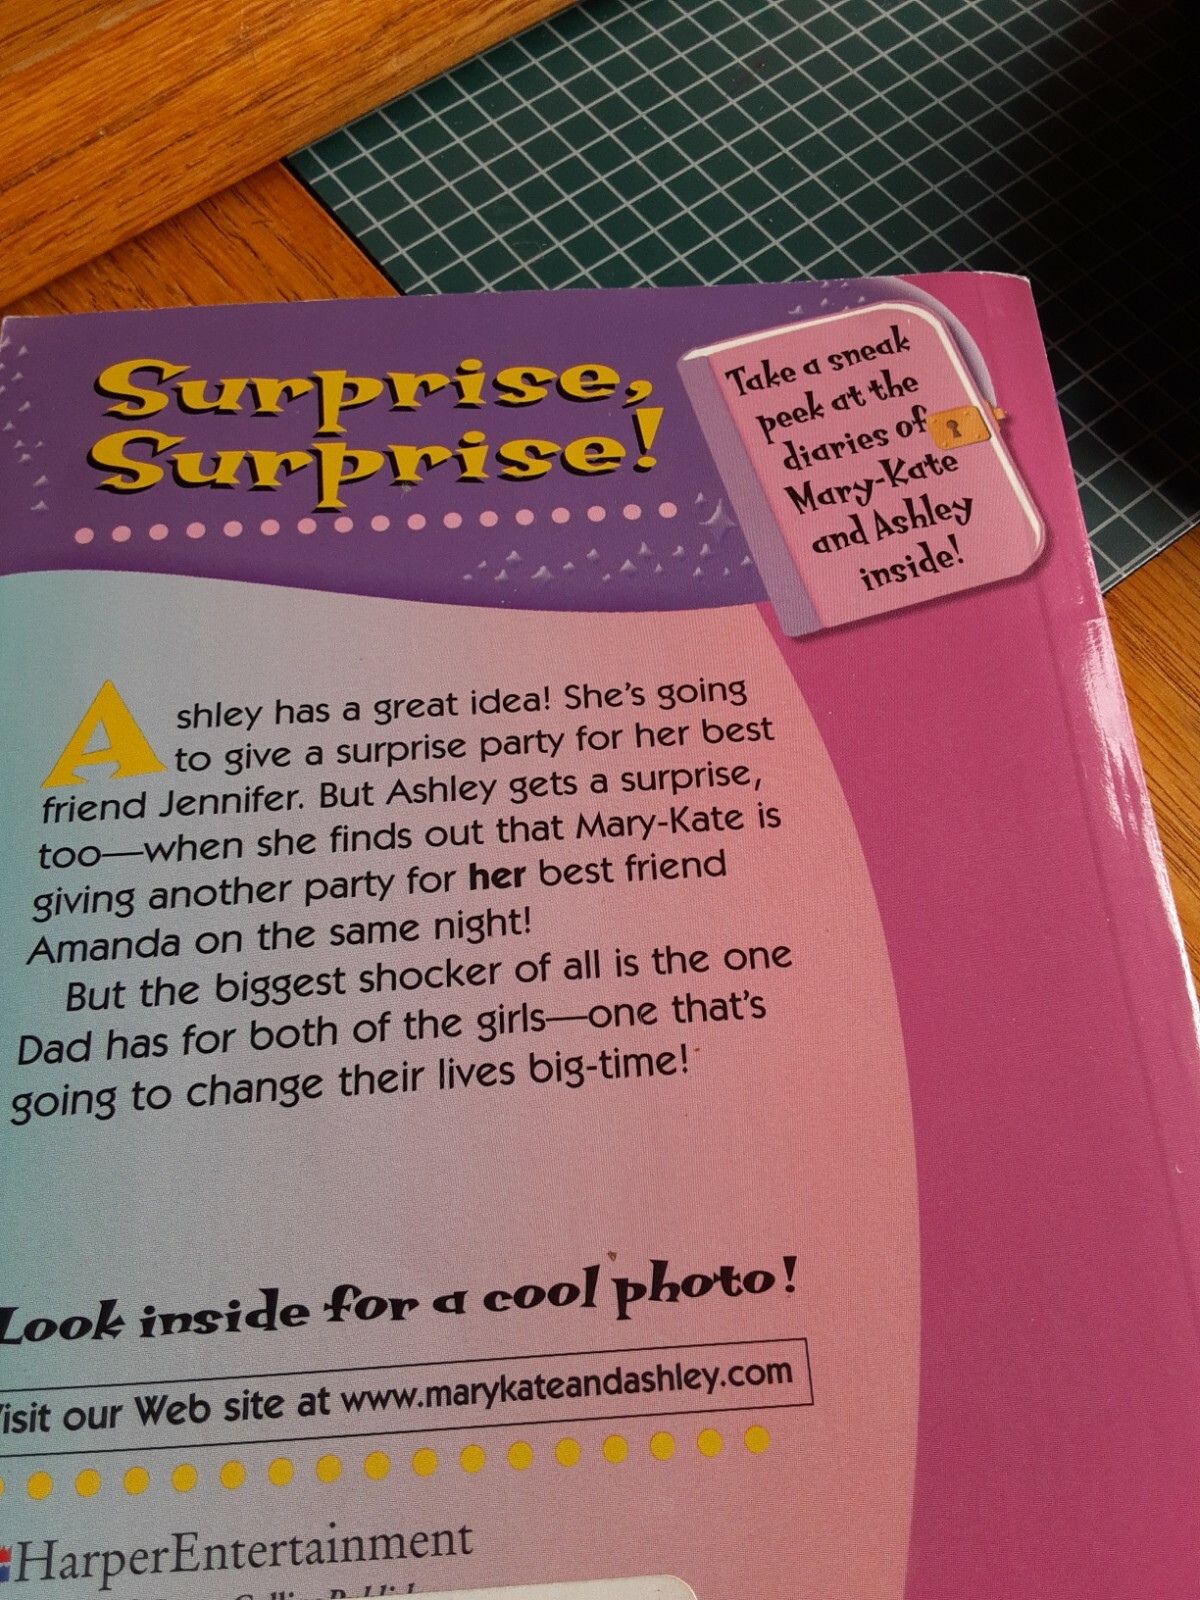 Surprise,
Surprise!
Take a sneak
peek at the
diaries of
Mary-Kate
and Ashley
inside!
Ashley has a great idea! She's going
to give a surprise party for her best
friend Jennifer. But Ashley gets a surprise,
too—when she finds out that Mary-Kate is
giving another party for her best friend
Amanda on the same night!
But the biggest shocker of all is the one
Dad has for both of the girls—one that's
going to change their lives big-time!
Look inside for a cool photo!
Visit our Web site at www.marykateandashley.com
HarperEntertainment